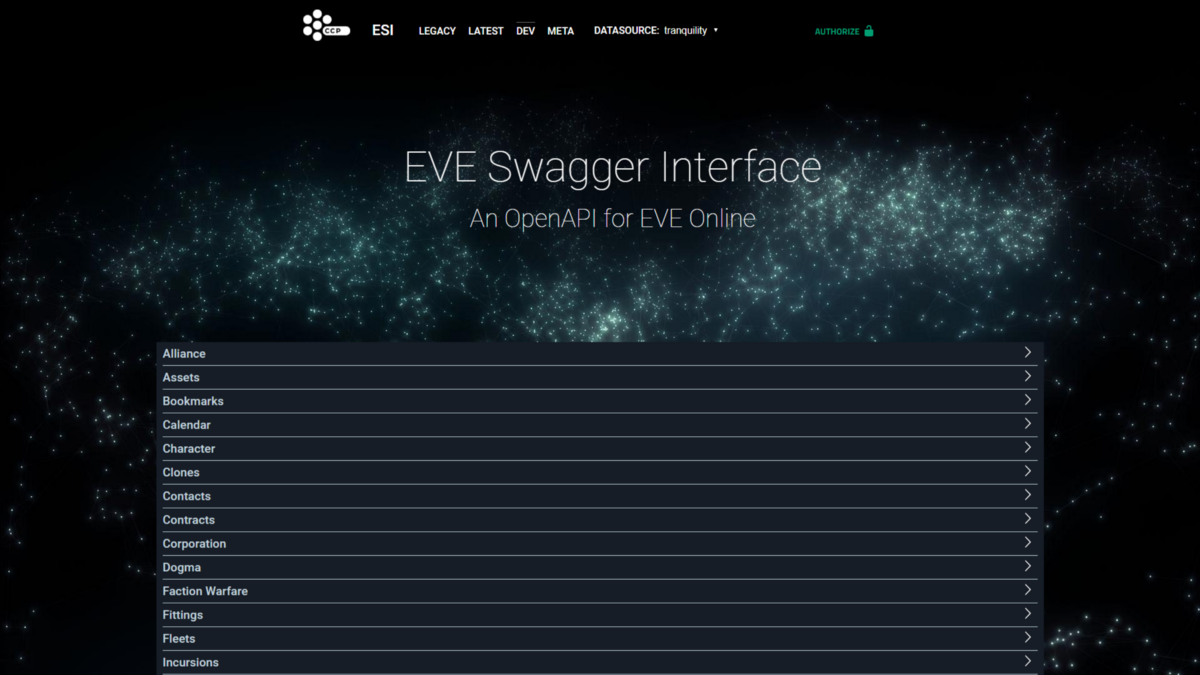 CCP ESI LEGACY LATEST DEV META DATASOURCE: tranquility AUTHORIZE
EVE Swagger Interface
An OpenAPI for EVE Online
Alliance
Assets
Bookmarks
Calendar
Character
Clones
Contacts
Contracts
Corporation
Dogma
Faction Warfare
Fittings
Fleets
Incursions